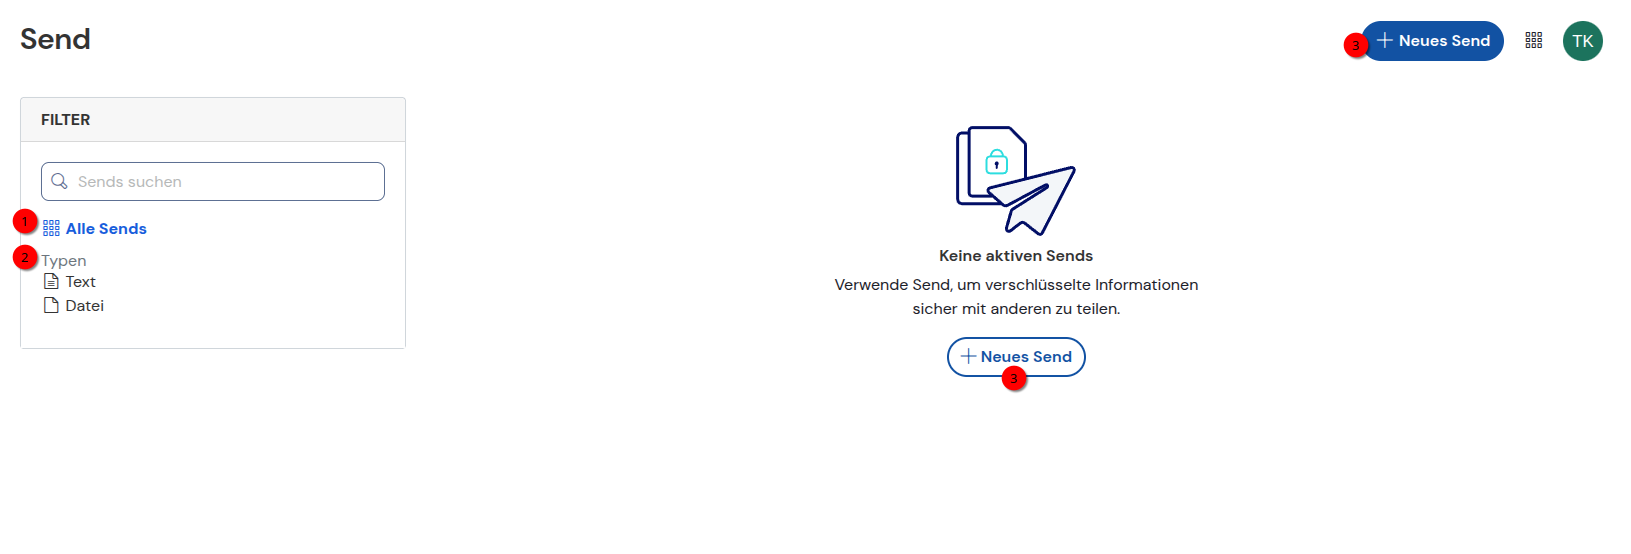 Send
3
Neues Send
TK
FILTER
Sends suchen
1
Alle Sends
2
Typen
Text
Datei
Keine aktiven Sends
Verwende Send, um verschlüsselte Informationen
sicher mit anderen zu teilen.
Neues Send
3